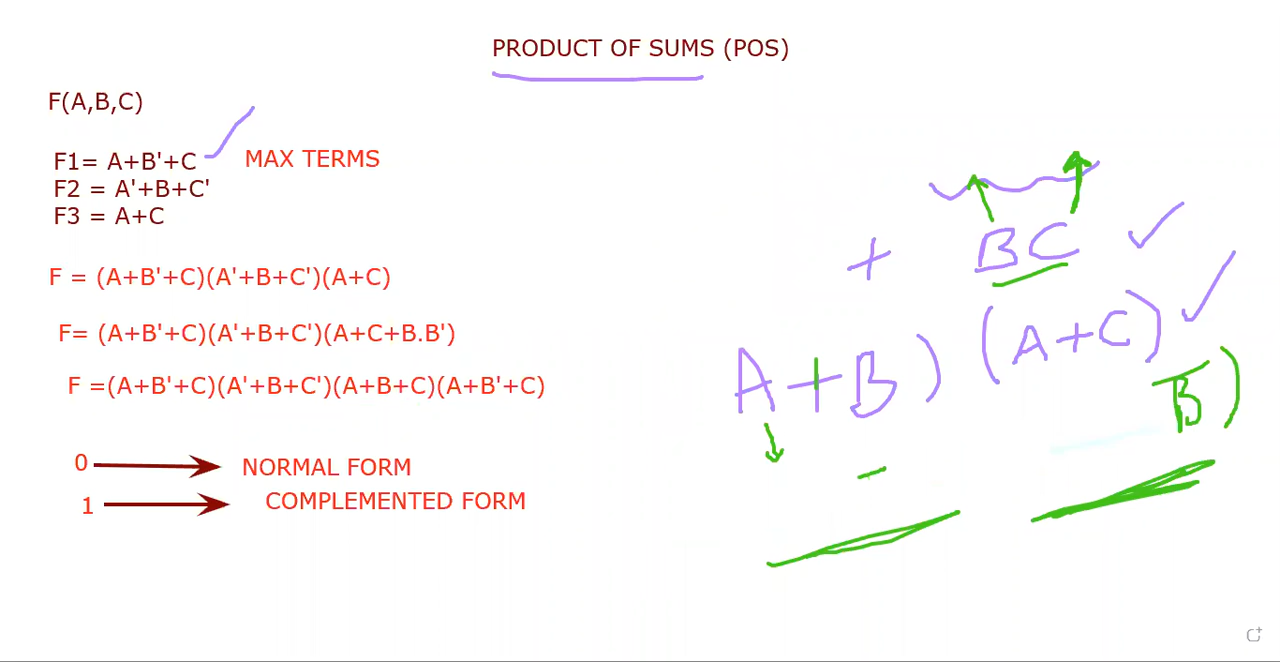 PRODUCT OF SUMS (POS)
F(A,B,C)
F1= A+B'+C
MAX TERMS
F2 = A'+B+C'
F3 = A+C
F = (A+B'+C)(A'+B+C')(A+C)
F= (A+B'+C)(A'+B+C')(A+C+B.B')
F =(A+B'+C)(A'+B+C')(A+B+C)(A+B'+C)
0 NORMAL FORM
1 COMPLEMENTED FORM
+ BC
A+B) (A+C)
B̅)